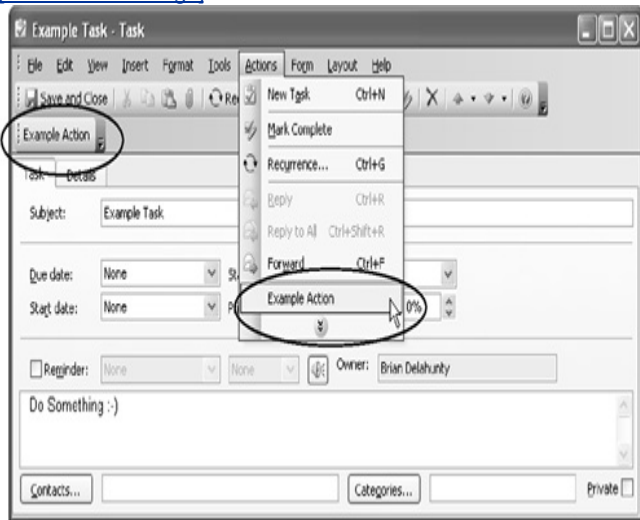 Example Task - Task
File Edit View Insert Format Tools Actions Form Layout Help
Save and Close
New Task Ctrl+N
Example Action
Mark Complete
Recurrence... Ctrl+G
Task Details
Reply Ctrl+R
Subject: Example Task
Reply to All Ctrl+Shift+R
Forward Ctrl+F
Due date: None
Example Action
Start date: None 0%
Reminder: None None Owner: Brian Delahunty
Do Something :-)
Contacts... Categories... Private